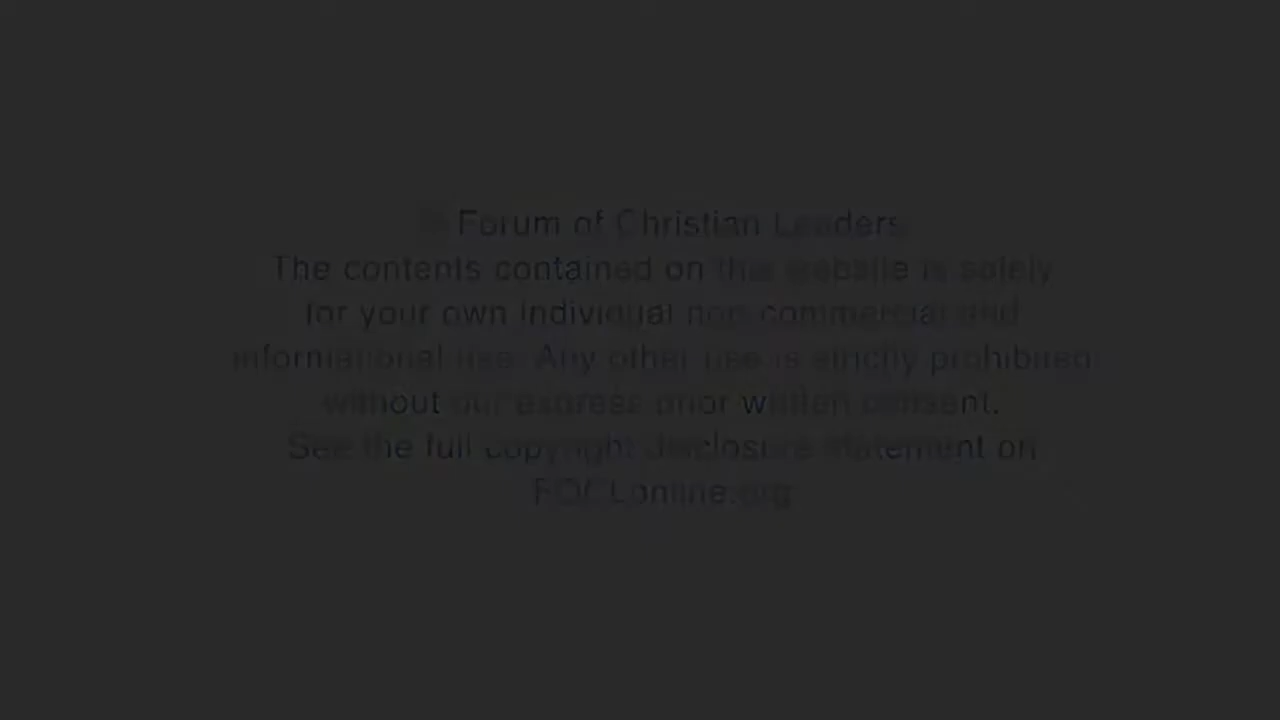 © Forum of Christian Leaders
The contents contained on this website is solely
for your own individual non-commercial and
informational use. Any other use is strictly prohibited
without our express prior written consent.
See the full copyright disclosure statement on
FOCLonline.org